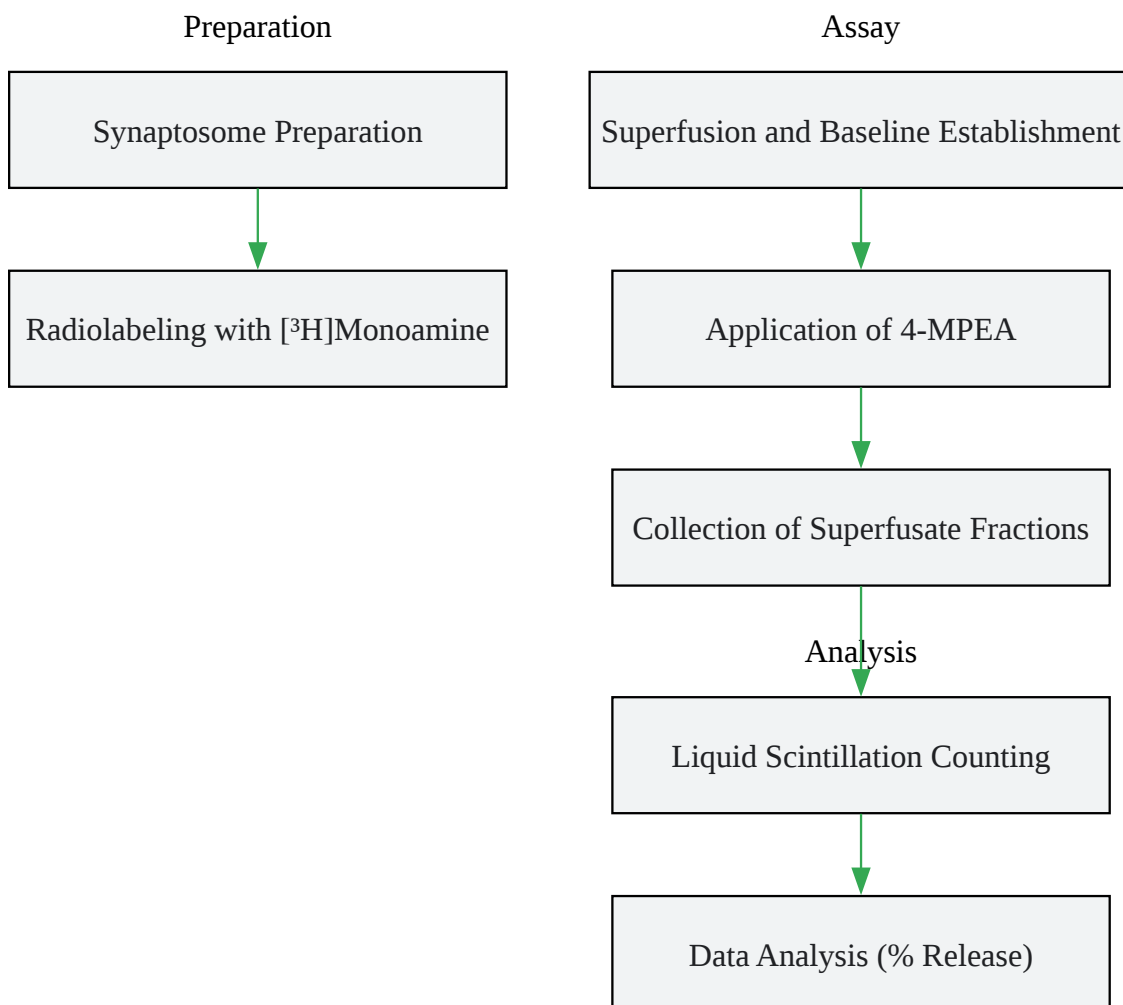 Preparation
Synaptosome Preparation
Radiolabeling with [³H]Monoamine
Assay
Superfusion and Baseline Establishment
Application of 4-MPEA
Collection of Superfusate Fractions
Analysis
Liquid Scintillation Counting
Data Analysis (% Release)